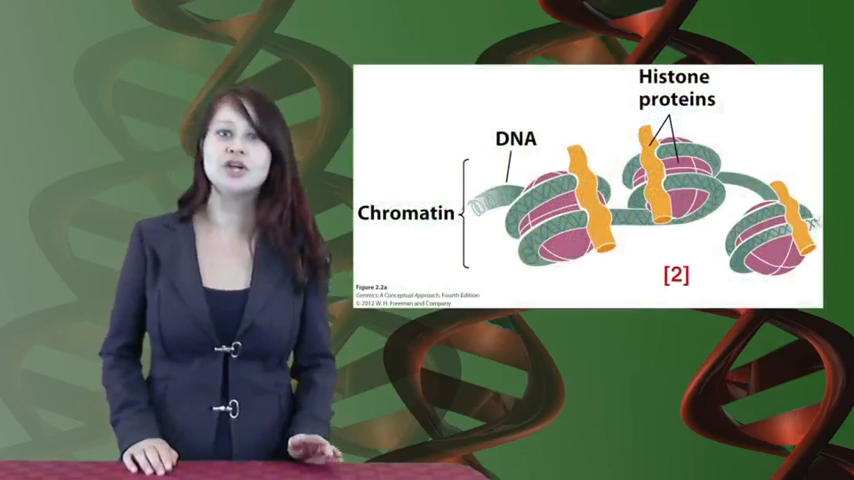 Histone
proteins
DNA
Chromatin
[2]
Figure 2.2a
Genetics: A Conceptual Approach, Fourth Edition
© 2012 W. H. Freeman and Company